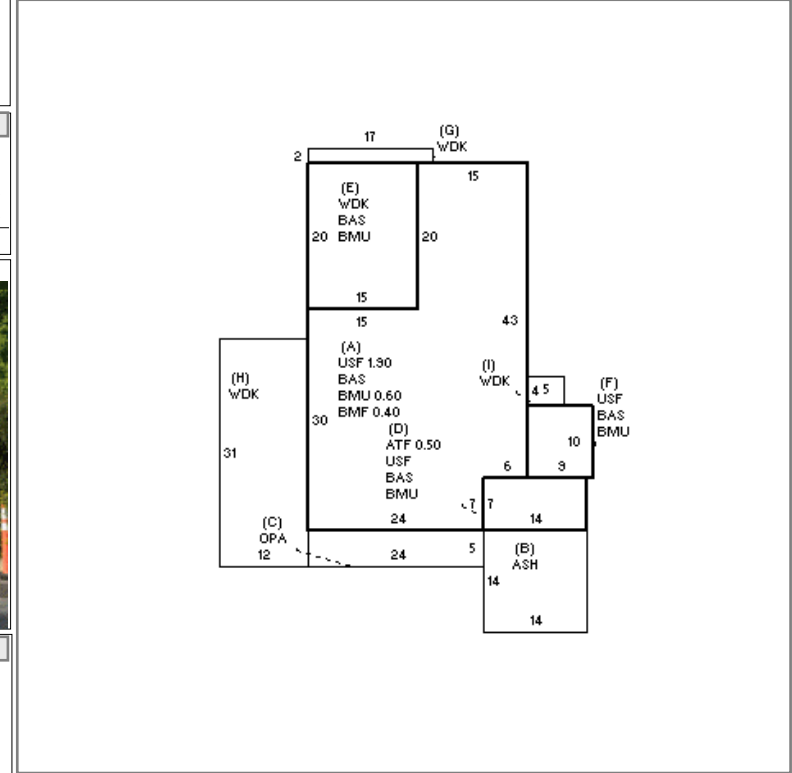 17
(G)
WDK
2
15
(E)
WDK
BAS
BMU
20
20
15
15
43
(A)
USF 1.90
BAS
BMU 0.60
BMF 0.40
(I)
WDK
4 5
(F)
USF
BAS
BMU
(H)
WDK
30
(D)
ATF 0.50
USF
BAS
BMU
10
31
6
9
7
7
24
14
(C)
OPA
12
24
5
(B)
ASH
14
14